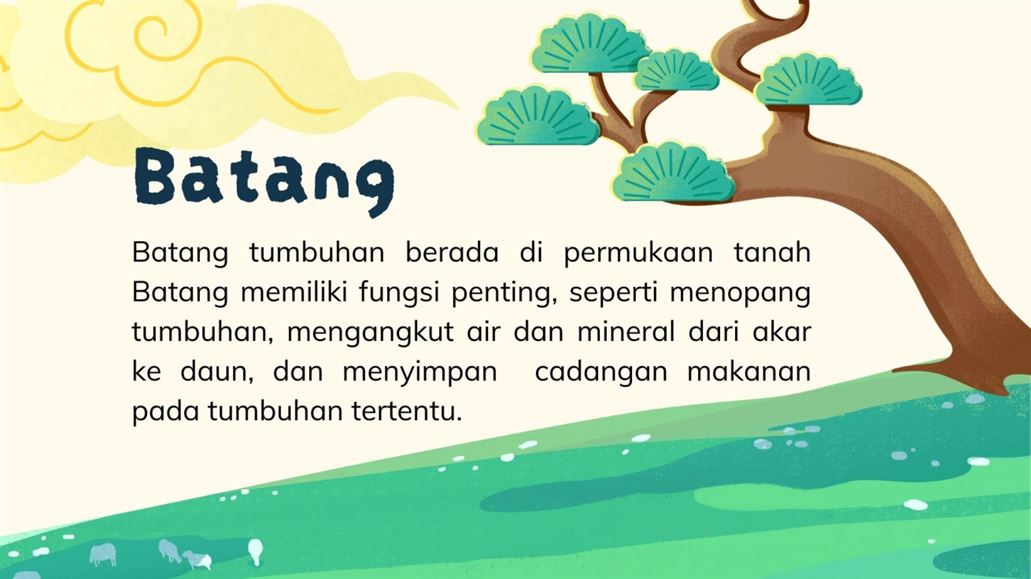 Batang
Batang tumbuhan berada di permukaan tanah
Batang memiliki fungsi penting, seperti menopang
tumbuhan, mengangkut air dan mineral dari akar
ke daun, dan menyimpan cadangan makanan
pada tumbuhan tertentu.